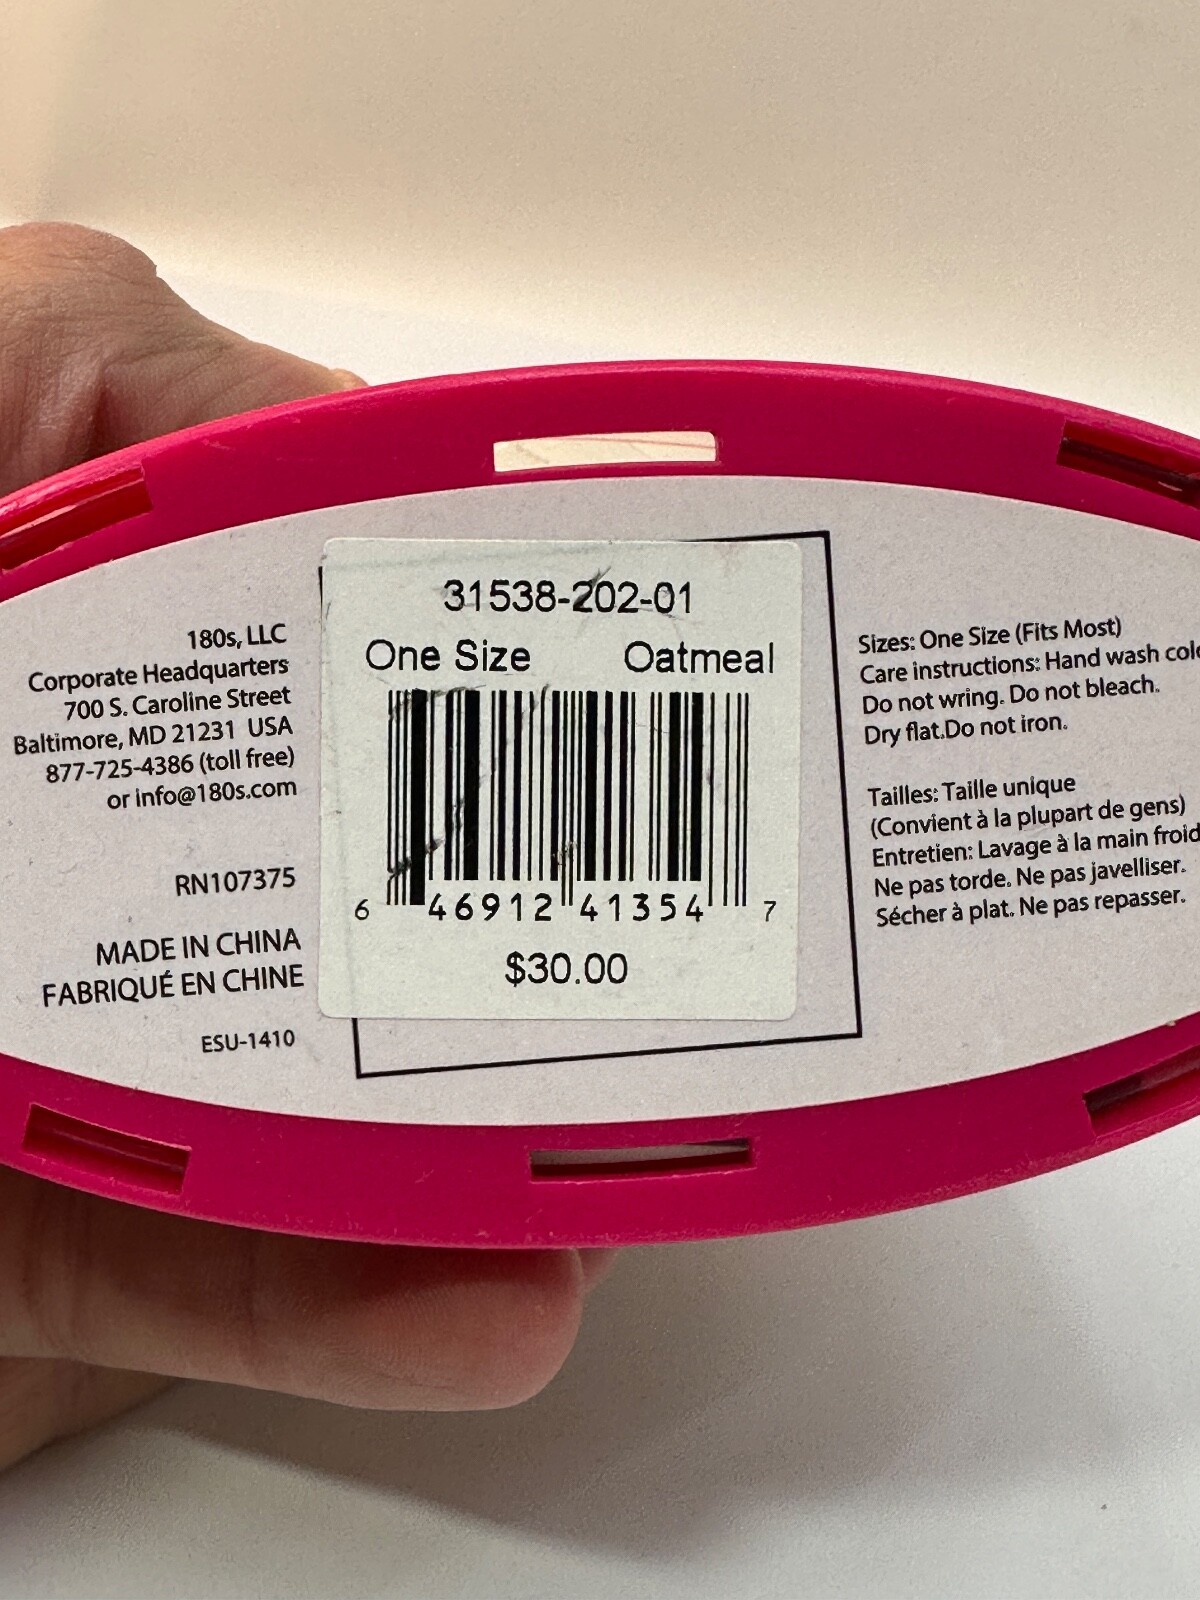 180s, LLC
Corporate Headquarters
700 S. Caroline Street
Baltimore, MD 21231 USA
877-725-4386 (toll free)
or info@180s.com
RN107375
MADE IN CHINA
FABRIQUÉ EN CHINE
ESU-1410
31538-202-01
One Size Oatmeal
6 46912 41354 7
$30.00
Sizes: One Size (Fits Most)
Care instructions: Hand wash cold
Do not wring. Do not bleach.
Dry flat.Do not iron.
Tailles: Taille unique
(Convient à la plupart de gens)
Entretien: Lavage à la main froid
Ne pas torde. Ne pas javelliser.
Sécher à plat. Ne pas repasser.